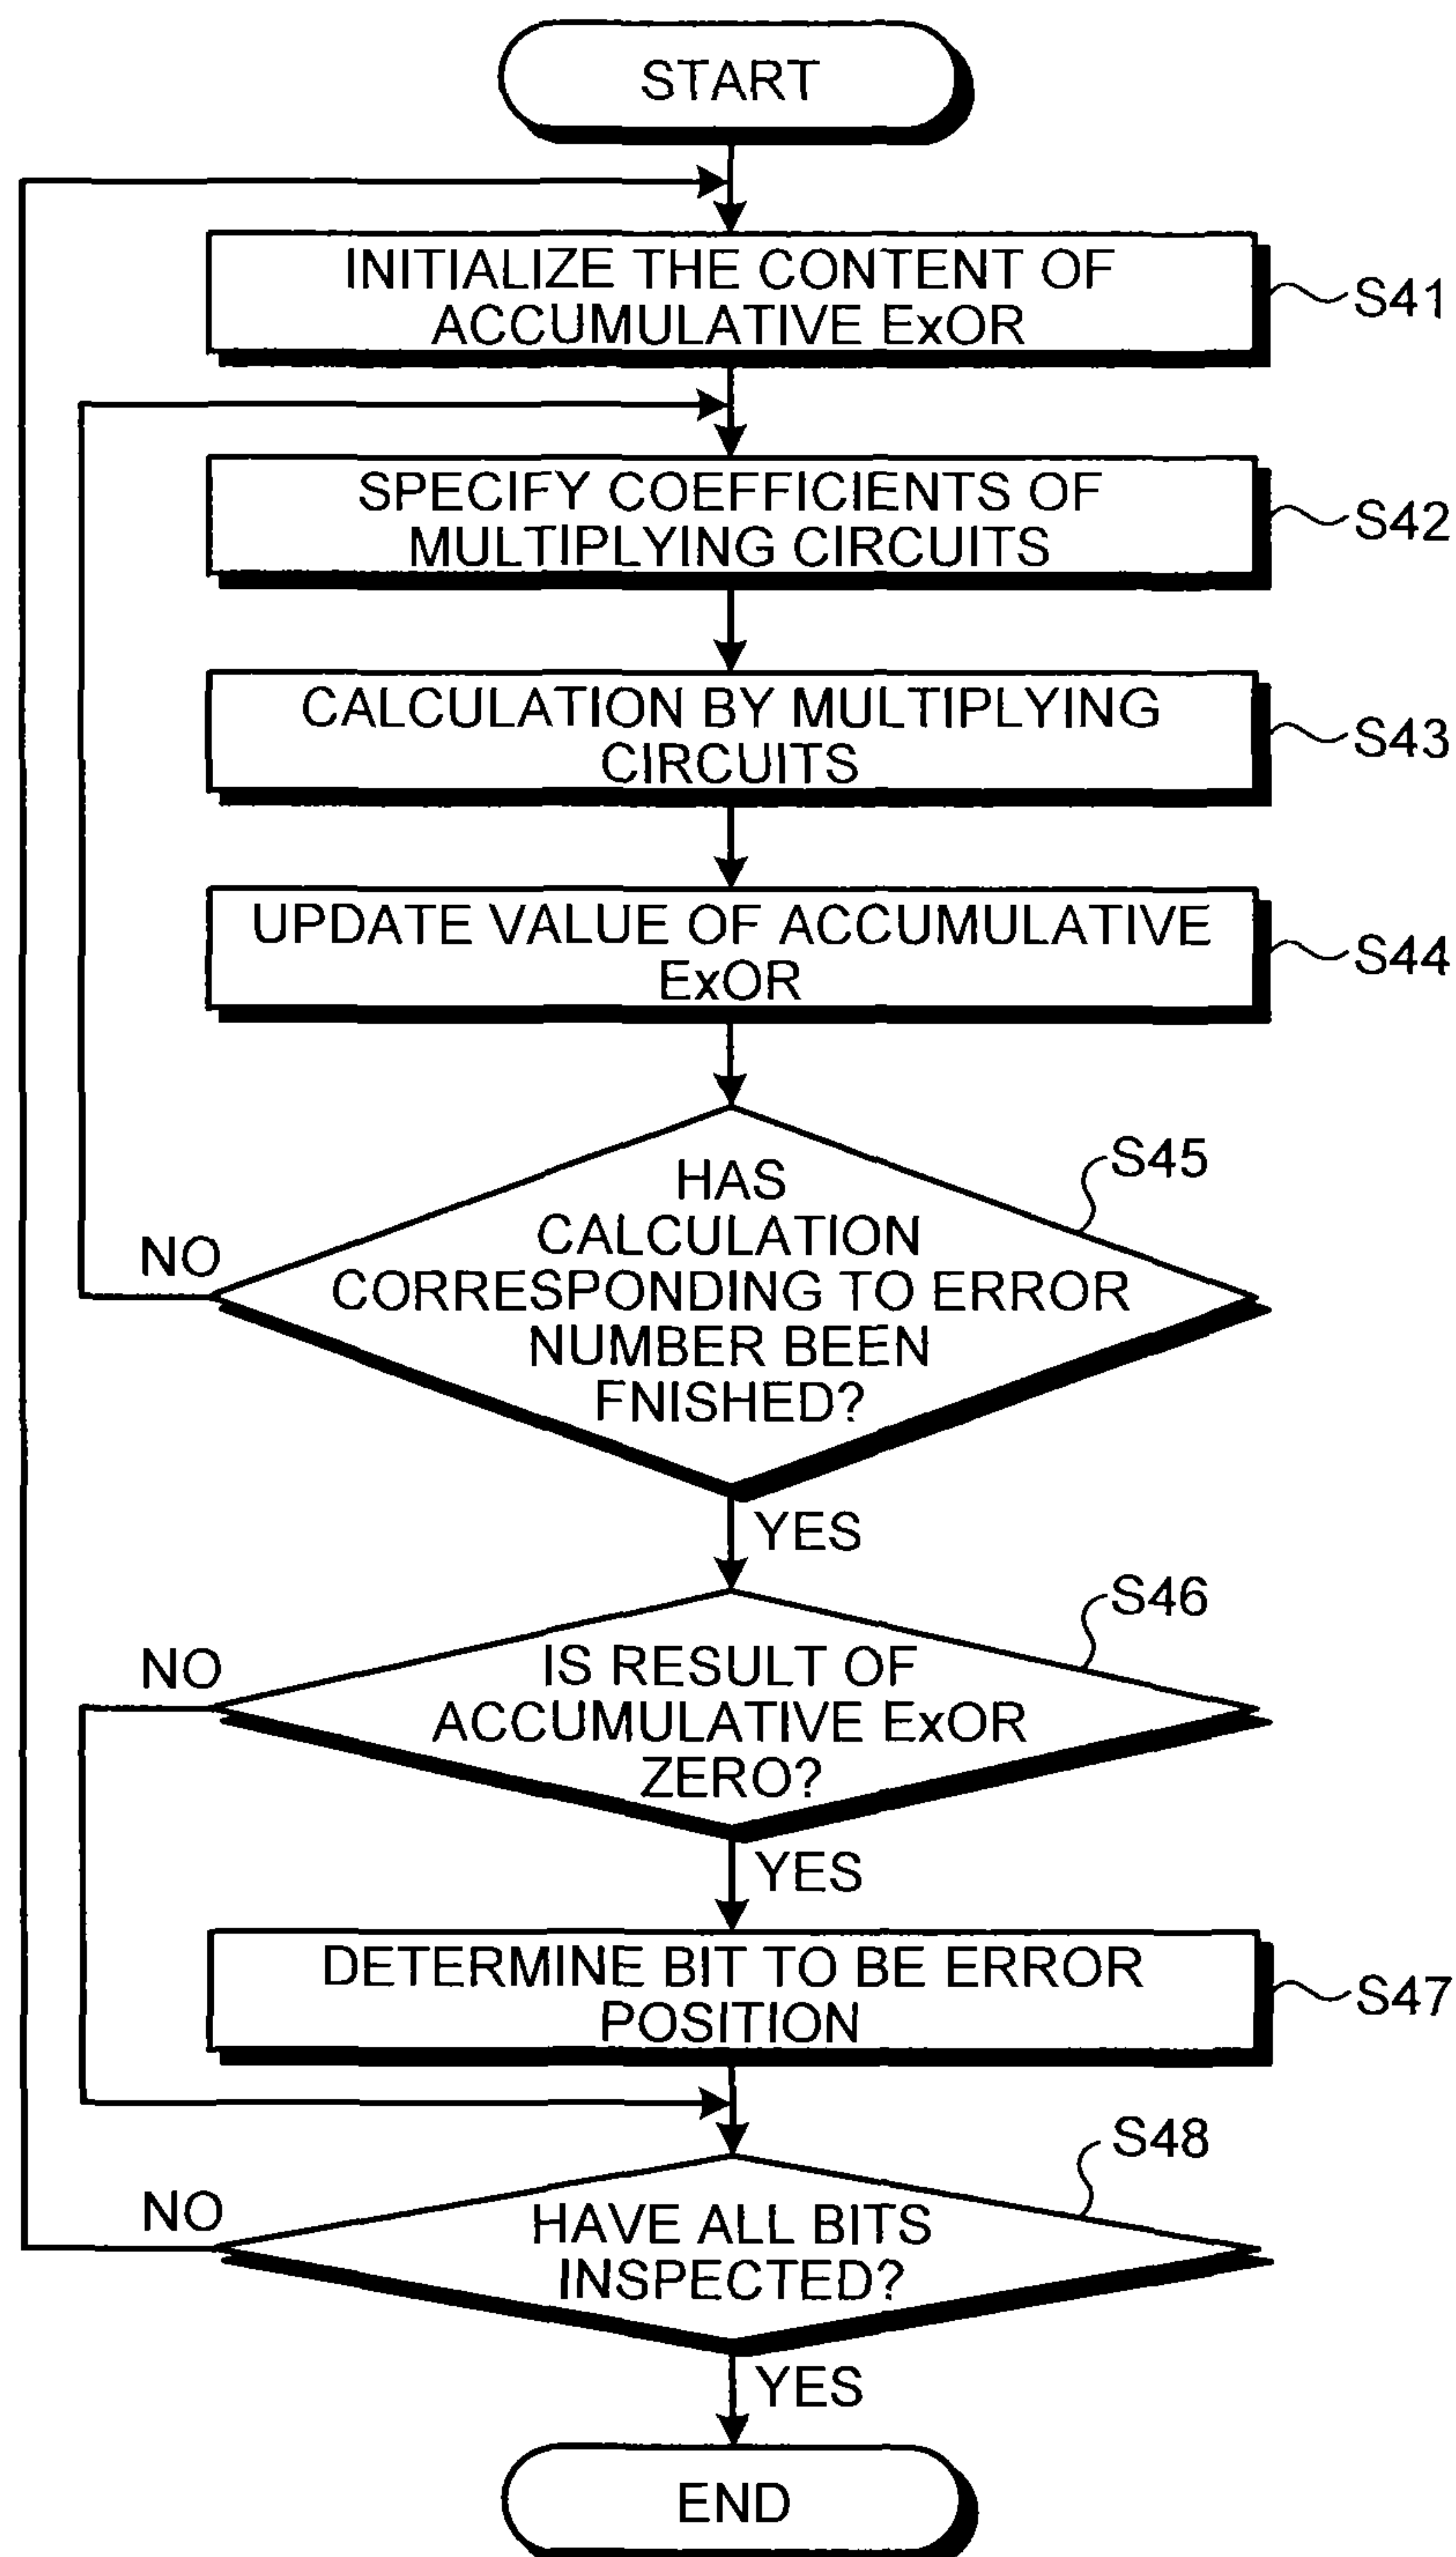 START
INITIALIZE THE CONTENT OF
ACCUMULATIVE ExOR
S41
SPECIFY COEFFICIENTS OF
MULTIPLYING CIRCUITS
S42
CALCULATION BY MULTIPLYING
CIRCUITS
S43
UPDATE VALUE OF ACCUMULATIVE
ExOR
S44
S45
HAS
CALCULATION
CORRESPONDING TO ERROR
NUMBER BEEN
FNISHED?
NO
YES
S46
IS RESULT OF
ACCUMULATIVE ExOR
ZERO?
NO
YES
DETERMINE BIT TO BE ERROR
POSITION
S47
S48
HAVE ALL BITS
INSPECTED?
NO
YES
END